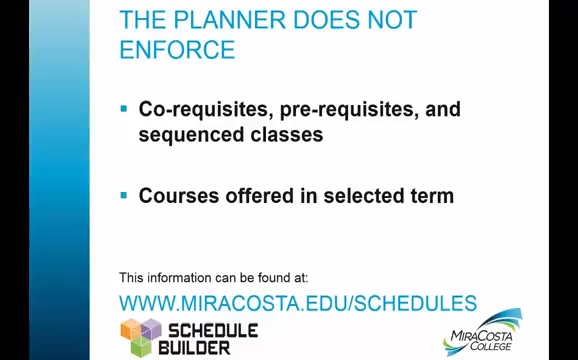 THE PLANNER DOES NOT
ENFORCE
Co-requisites, pre-requisites, and
sequenced classes
Courses offered in selected term
This information can be found at:
WWW.MIRACOSTA.EDU/SCHEDULES
SCHEDULE
BUILDER
MIRACOSTA
COLLEGE